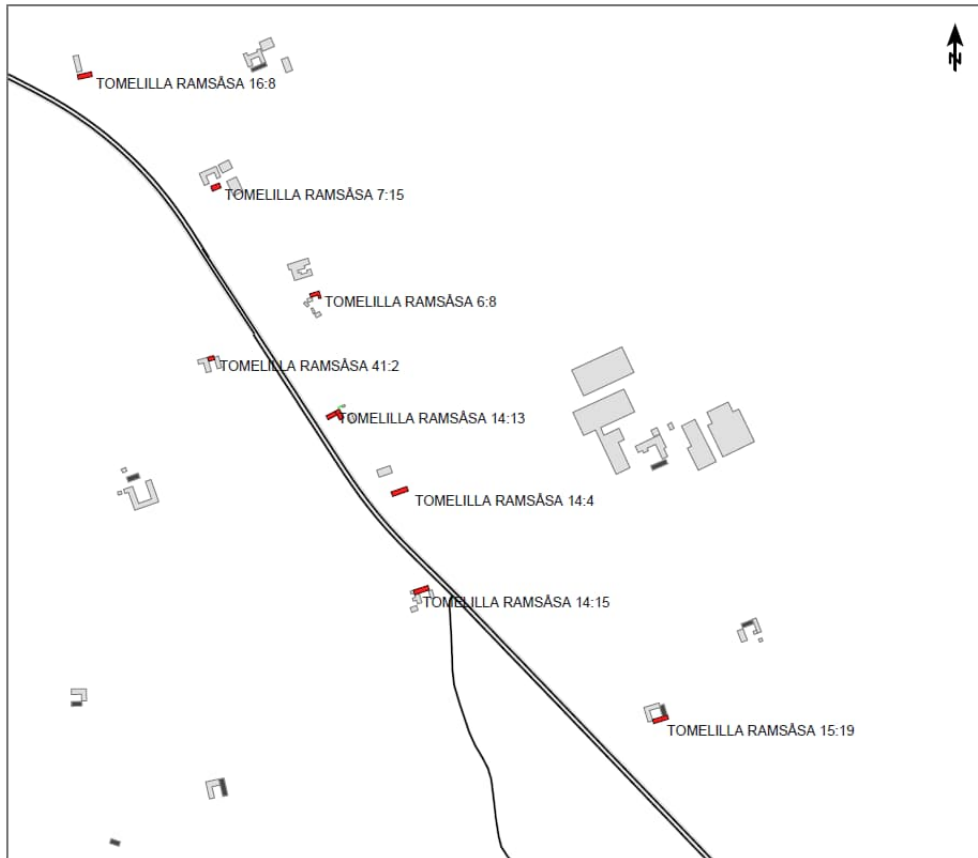 TOMELILLA RAMSÅSA 16:8
TOMELILLA RAMSÅSA 7:15
TOMELILLA RAMSÅSA 6:8
TOMELILLA RAMSÅSA 41:2
TOMELILLA RAMSÅSA 14:13
TOMELILLA RAMSÅSA 14:4
TOMELILLA RAMSÅSA 14:15
TOMELILLA RAMSÅSA 15:19
N